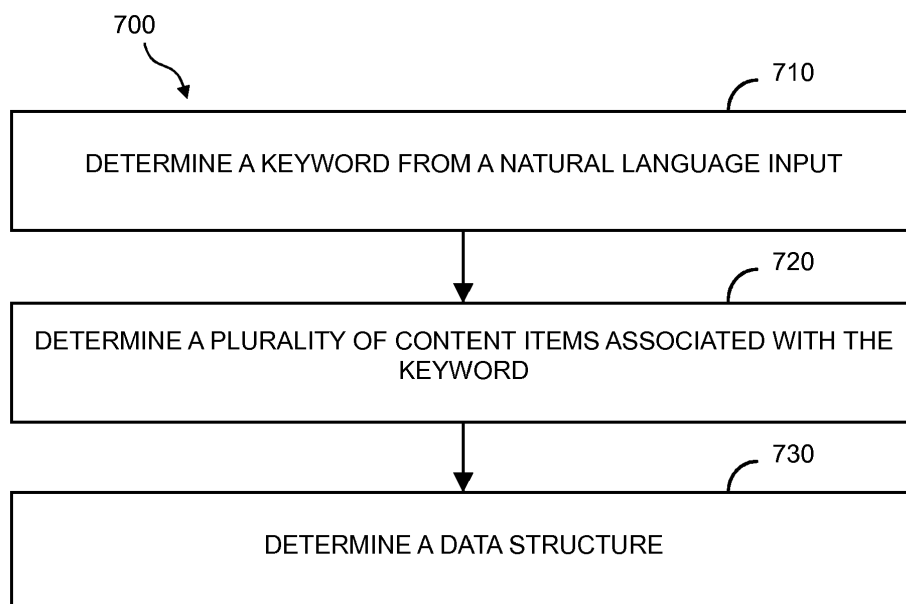 700
710
DETERMINE A KEYWORD FROM A NATURAL LANGUAGE INPUT
720
DETERMINE A PLURALITY OF CONTENT ITEMS ASSOCIATED WITH THE
KEYWORD
730
DETERMINE A DATA STRUCTURE